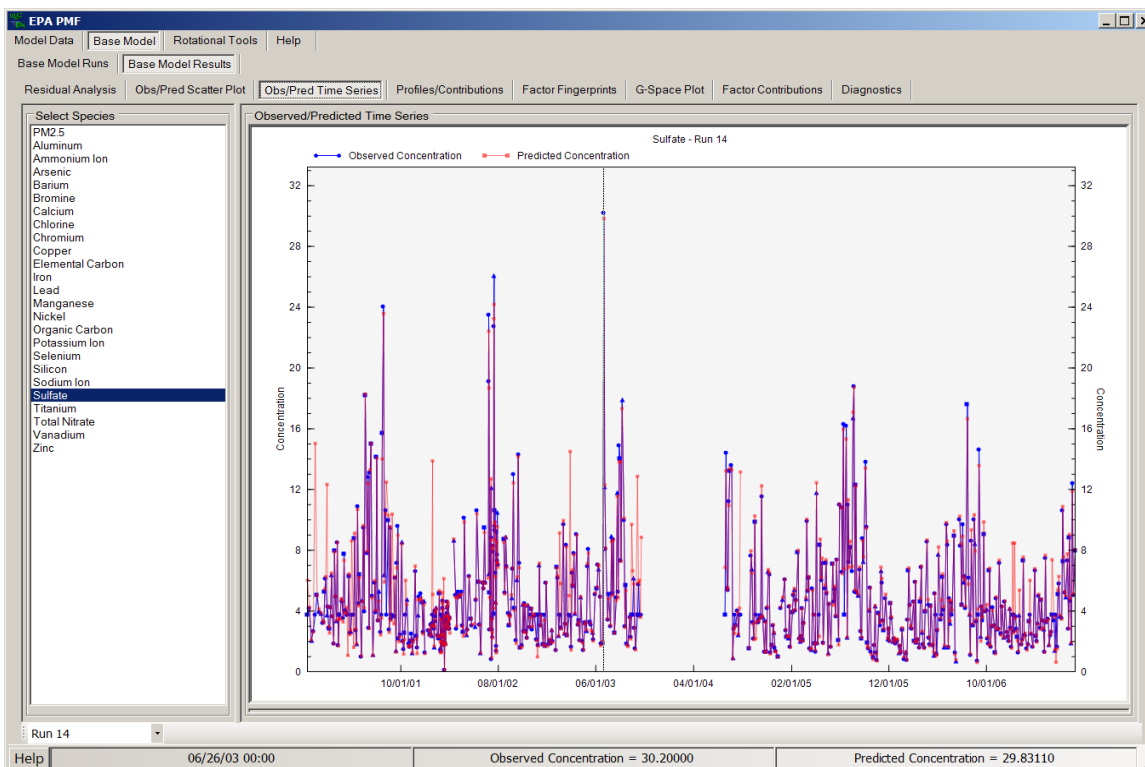 EPA PMF
Model Data Base Model Rotational Tools Help
Base Model Runs Base Model Results
Residual Analysis Obs/Pred Scatter Plot Obs/Pred Time Series Profiles/Contributions Factor Fingerprints G-Space Plot Factor Contributions Diagnostics
Select Species
PM2.5
Aluminum
Ammonium Ion
Arsenic
Barium
Bromine
Calcium
Chlorine
Chromium
Copper
Elemental Carbon
Iron
Lead
Manganese
Nickel
Organic Carbon
Potassium Ion
Selenium
Silicon
Sodium Ion
Sulfate
Titanium
Total Nitrate
Vanadium
Zinc
Observed/Predicted Time Series
Sulfate - Run 14
Observed Concentration Predicted Concentration
32 32
28 28
24 24
20 20
16 16
12 12
8 8
4 4
0 0
Concentration
Concentration
10/01/01 08/01/02 06/01/03 04/01/04 02/01/05 12/01/05 10/01/06
Run 14
Help 06/26/03 00:00 Observed Concentration = 30.20000 Predicted Concentration = 29.83110